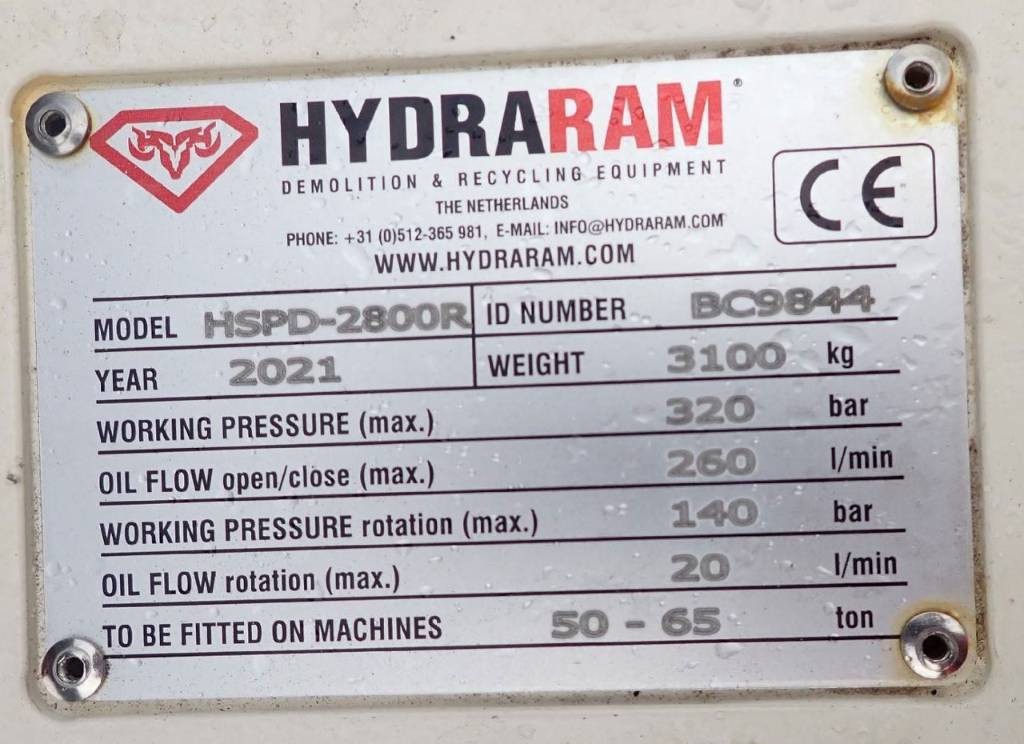 HYDRARAM®
DEMOLITION & RECYCLING EQUIPMENT
THE NETHERLANDS
PHONE: +31 (0)512-365 981, E-MAIL: INFO@HYDRARAM.COM
WWW.HYDRARAM.COM
CE
MODEL HSPD-2800R ID NUMBER BC9844
YEAR 2021 WEIGHT 3100 kg
WORKING PRESSURE (max.) 320 bar
OIL FLOW open/close (max.) 260 l/min
WORKING PRESSURE rotation (max.) 140 bar
OIL FLOW rotation (max.) 20 l/min
TO BE FITTED ON MACHINES 50 - 65 ton